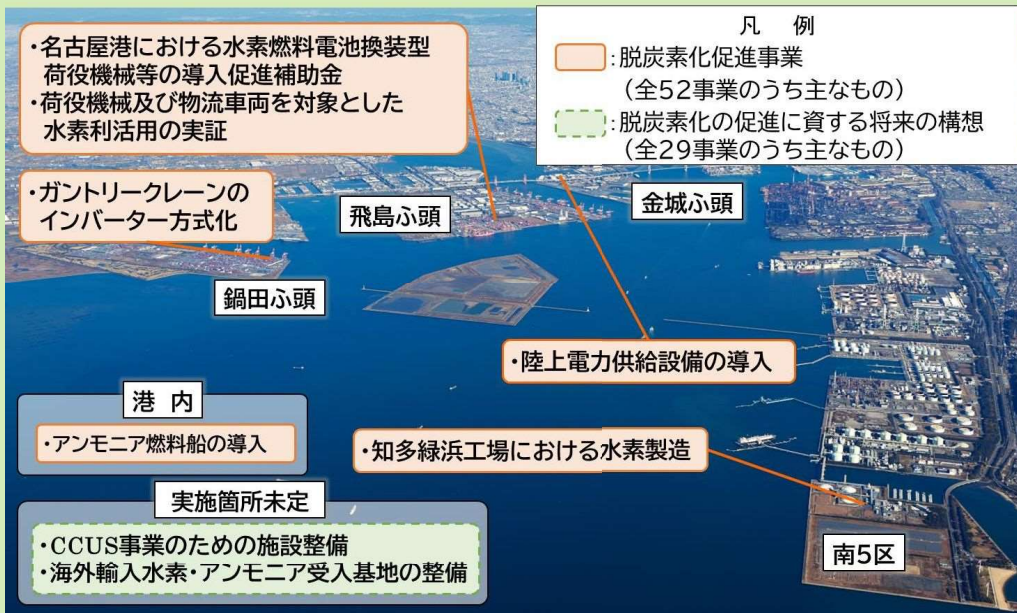 ・名古屋港における水素燃料電池換装型
荷役機械等の導入促進補助金
・荷役機械及び物流車両を対象とした
水素利活用の実証
凡 例
:脱炭素化促進事業
(全52事業のうち主なもの)
:脱炭素化の促進に資する将来の構想
(全29事業のうち主なもの)
・ガントリークレーンの
インバーター方式化
飛島ふ頭
金城ふ頭
鍋田ふ頭
・陸上電力供給設備の導入
港 内
・アンモニア燃料船の導入
・知多緑浜工場における水素製造
実施箇所未定
・CCUS事業のための施設整備
・海外輸入水素・アンモニア受入基地の整備
南5区